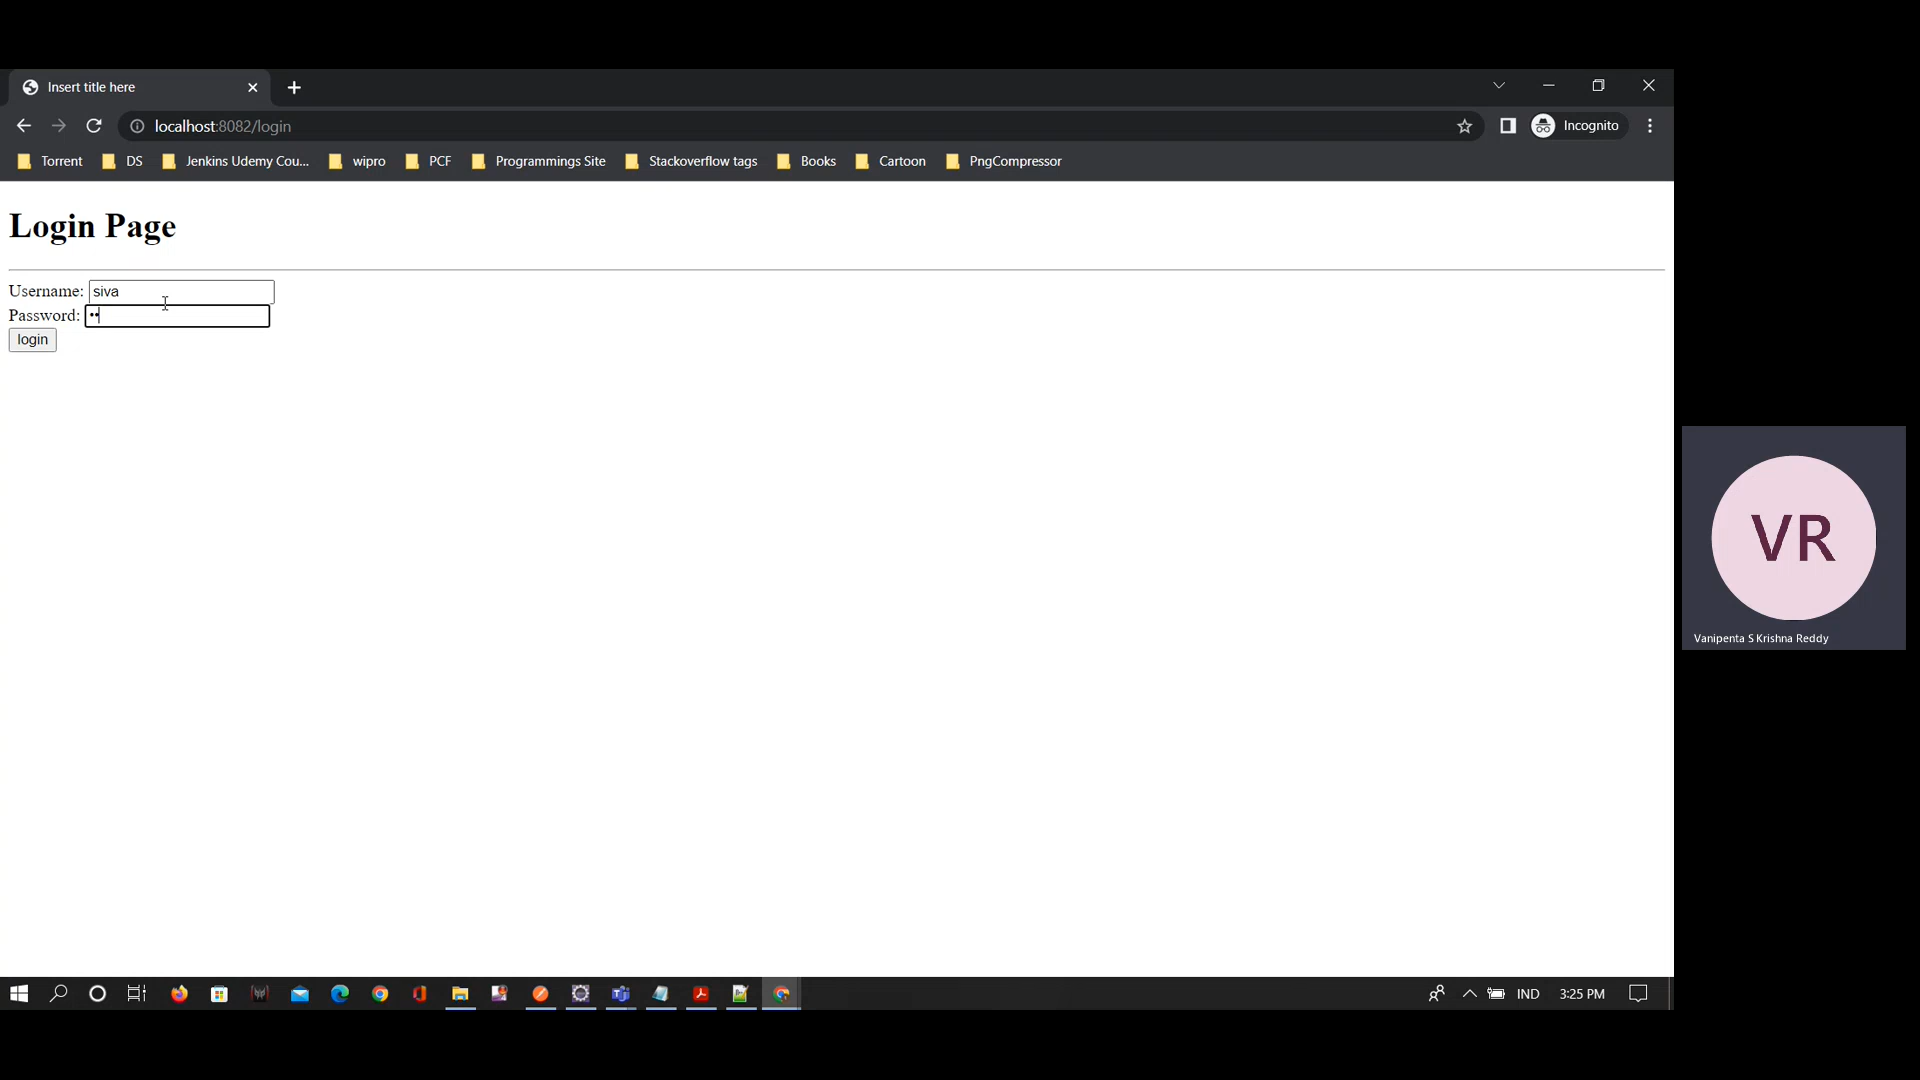 Insert title here
localhost:8082/login
Incognito
Torrent DS Jenkins Udemy Cou... wipro PCF Programmings Site Stackoverflow tags Books Cartoon PngCompressor
Login Page
Username: siva
Password: ••
login
VR
Vanipenta S Krishna Reddy
IND 3:25 PM